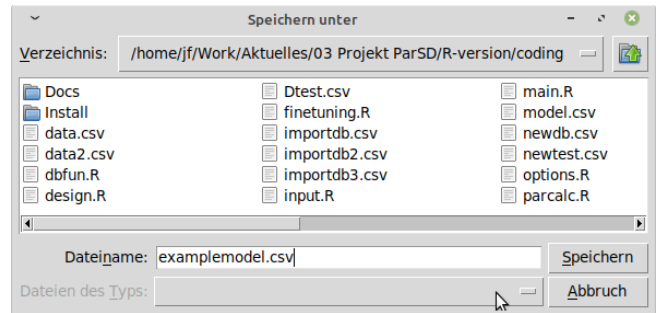 Speichern unter
Verzeichnis: /home/jf/Work/Aktuelles/03 Projekt ParSD/R-version/coding
Docs Dtest.csv main.R
Install finetuning.R model.csv
data.csv importdb.csv newdb.csv
data2.csv importdb2.csv newtest.csv
dbfun.R importdb3.csv options.R
design.R input.R parcalc.R
Dateiname: examplemodel.csv Speichern
Dateien des Typs: Abbruch